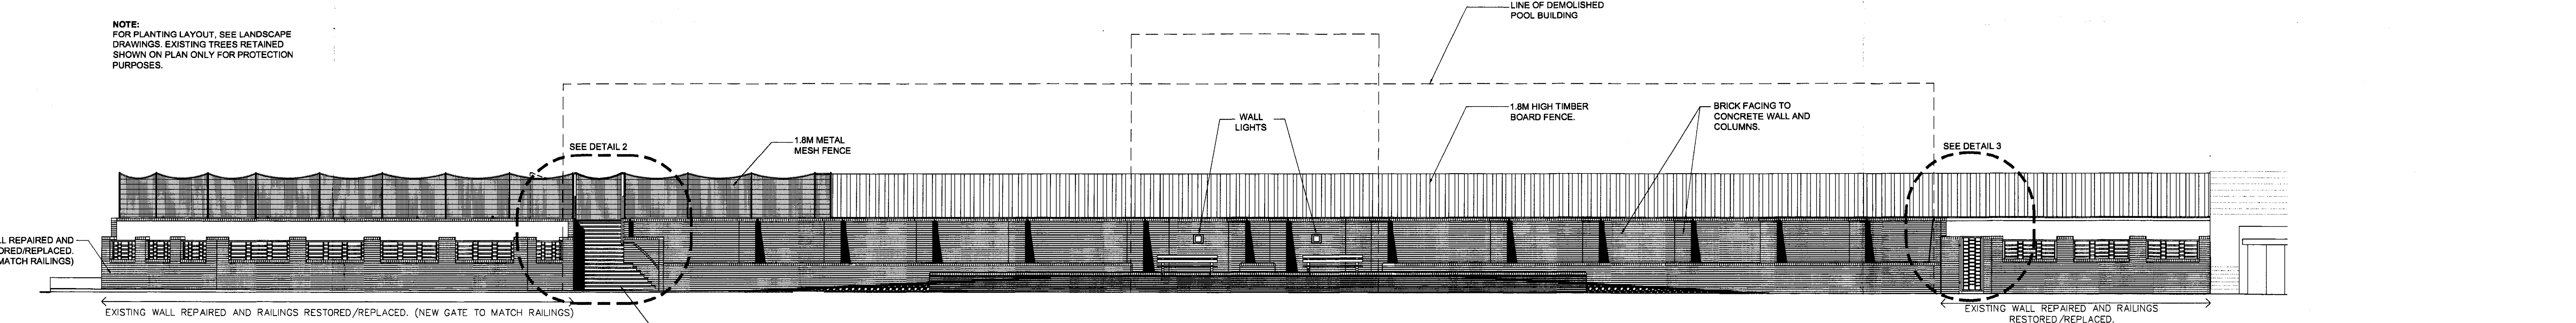 NOTE:
FOR PLANTING LAYOUT, SEE LANDSCAPE
DRAWINGS. EXISTING TREES RETAINED
SHOWN ON PLAN ONLY FOR PROTECTION
PURPOSES.
LINE OF DEMOLISHED
POOL BUILDING
1.8M HIGH TIMBER
BOARD FENCE.
BRICK FACING TO
CONCRETE WALL AND
COLUMNS.
WALL
LIGHTS
1.8M METAL
MESH FENCE
SEE DETAIL 2
SEE DETAIL 3
REPAIRED AND
MATCH RAILINGS)
EXISTING WALL REPAIRED AND RAILINGS RESTORED/REPLACED. (NEW GATE TO MATCH RAILINGS)
EXISTING WALL REPAIRED AND RAILINGS
RESTORED/REPLACED.